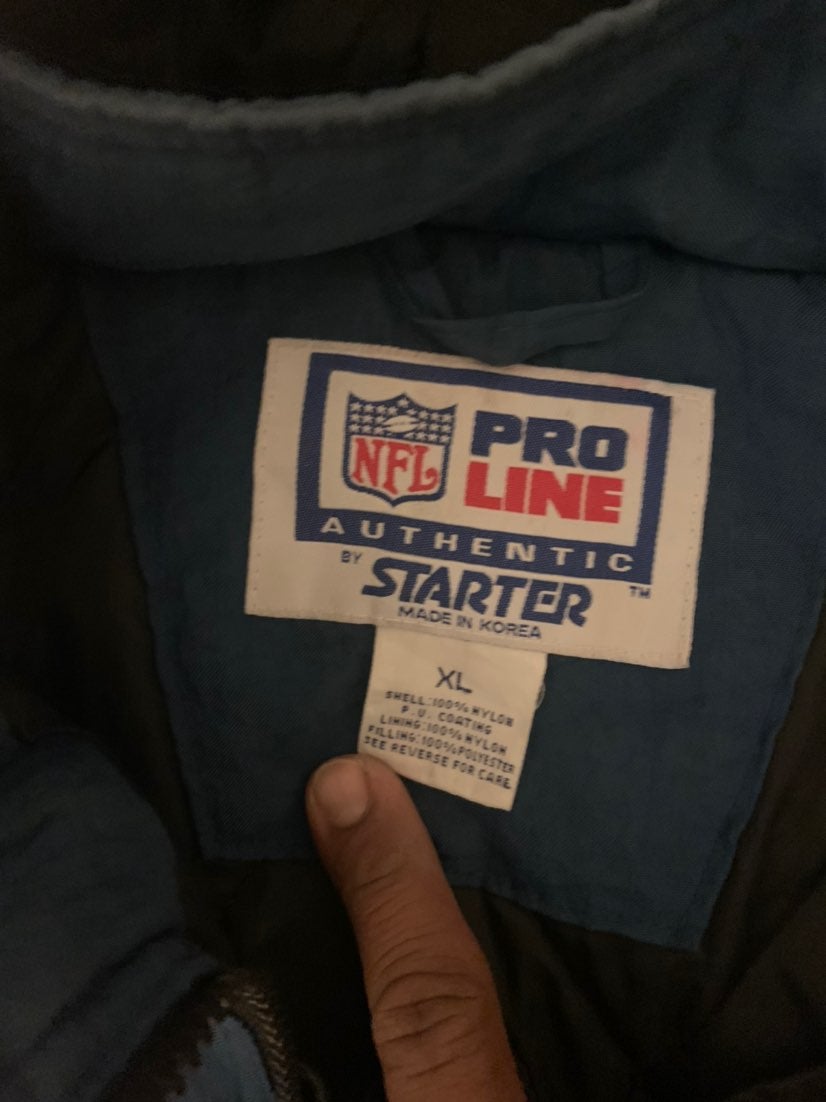 NFL
PRO
LINE
AUTHENTIC
BY STARTER ™
MADE IN KOREA
XL
SHELL:100% NYLON
P.U. COATING
LINING:100% NYLON
FILLING:100%POLYESTER
SEE REVERSE FOR CARE